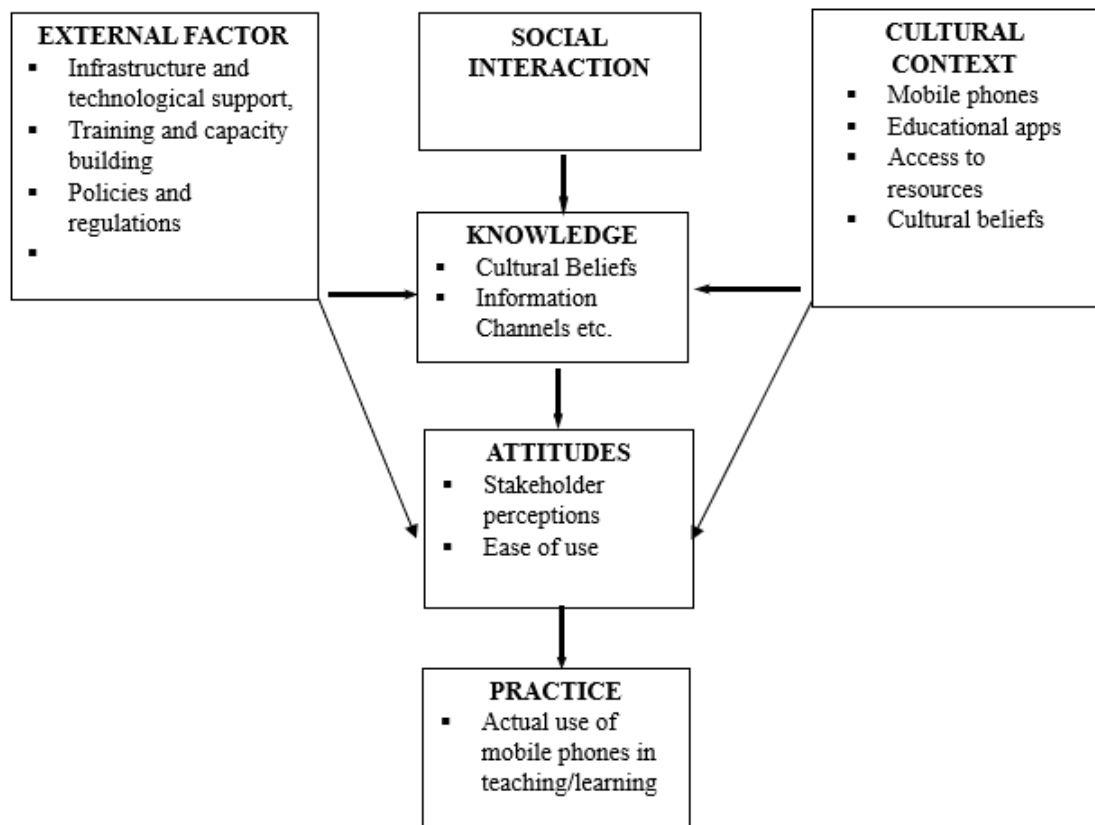 EXTERNAL FACTOR
▪ Infrastructure and
technological support,
▪ Training and capacity
building
▪ Policies and
regulations
▪
SOCIAL
INTERACTION
CULTURAL
CONTEXT
▪ Mobile phones
▪ Educational apps
▪ Access to
resources
▪ Cultural beliefs
KNOWLEDGE
▪ Cultural Beliefs
▪ Information
Channels etc.
ATTITUDES
▪ Stakeholder
perceptions
▪ Ease of use
PRACTICE
▪ Actual use of
mobile phones in
teaching/learning